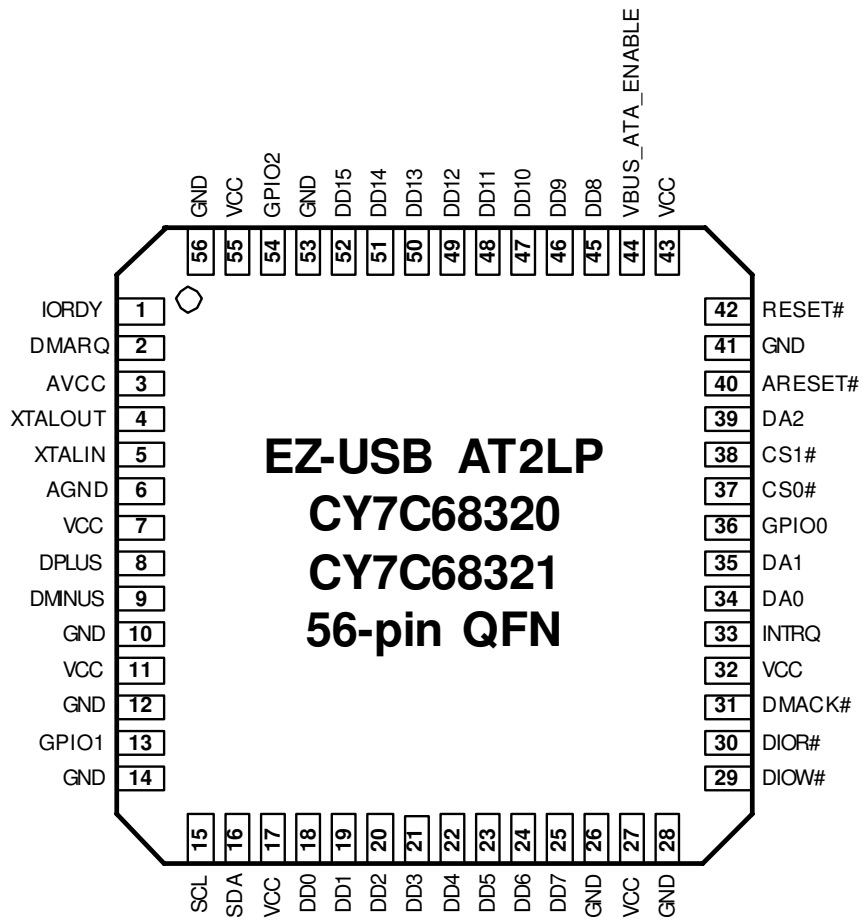 GND VCC GPIO2 GND DD15 DD14 DD13 DD12 DD11 DD10 DD9 DD8 VBUS_ATA_ENABLE VCC
56 55 54 53 52 51 50 49 48 47 46 45 44 43
IORDY 1
DMARQ 2
AVCC 3
XTALOUT 4
XTALIN 5
AGND 6
VCC 7
DPLUS 8
DMINUS 9
GND 10
VCC 11
GND 12
GPIO1 13
GND 14
EZ-USB AT2LP
CY7C68320
CY7C68321
56-pin QFN
42 RESET#
41 GND
40 ARESET#
39 DA2
38 CS1#
37 CS0#
36 GPIO0
35 DA1
34 DA0
33 INTRQ
32 VCC
31 DMACK#
30 DIOR#
29 DIOW#
15 16 17 18 19 20 21 22 23 24 25 26 27 28
SCL SDA VCC DD0 DD1 DD2 DD3 DD4 DD5 DD6 DD7 GND VCC GND